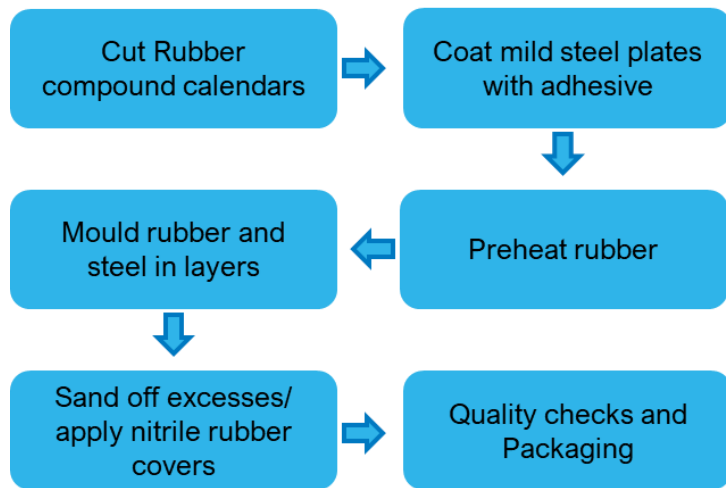 Cut Rubber
compound calendars
Coat mild steel plates
with adhesive
Preheat rubber
Mould rubber and
steel in layers
Sand off excesses/
apply nitrile rubber
covers
Quality checks and
Packaging